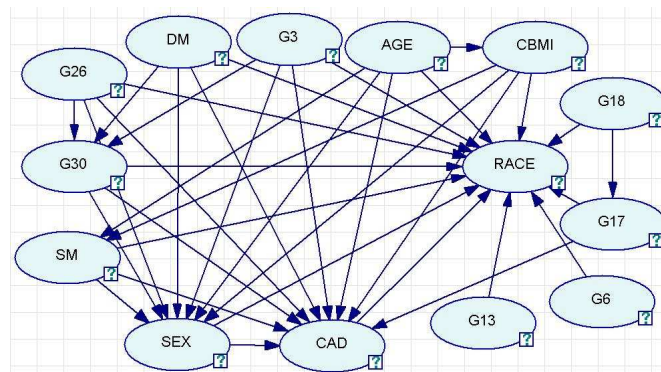 DM
G3
AGE
CBMI
G26
G18
G30
RACE
G17
SM
G6
G13
SEX
CAD
?
?
?
?
?
?
?
?
?
?
?
?
?
?